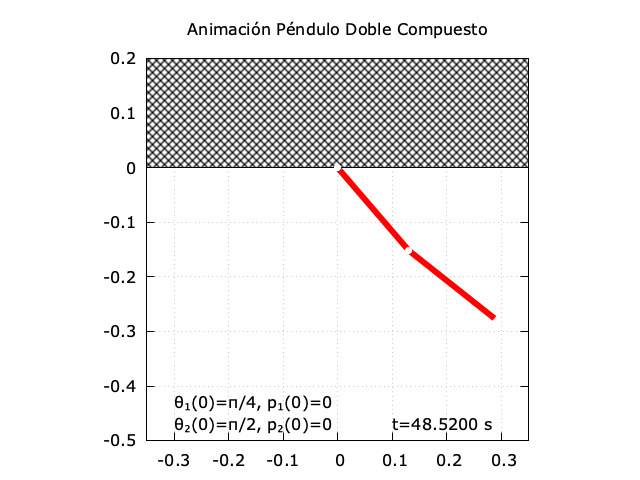 Animación Péndulo Doble Compuesto
0.2
0.1
0
-0.1
-0.2
-0.3
-0.4
-0.5
θ₁(0)=π/4, p₁(0)=0
θ₂(0)=π/2, p₂(0)=0
t=48.5200 s
-0.3 -0.2 -0.1 0 0.1 0.2 0.3